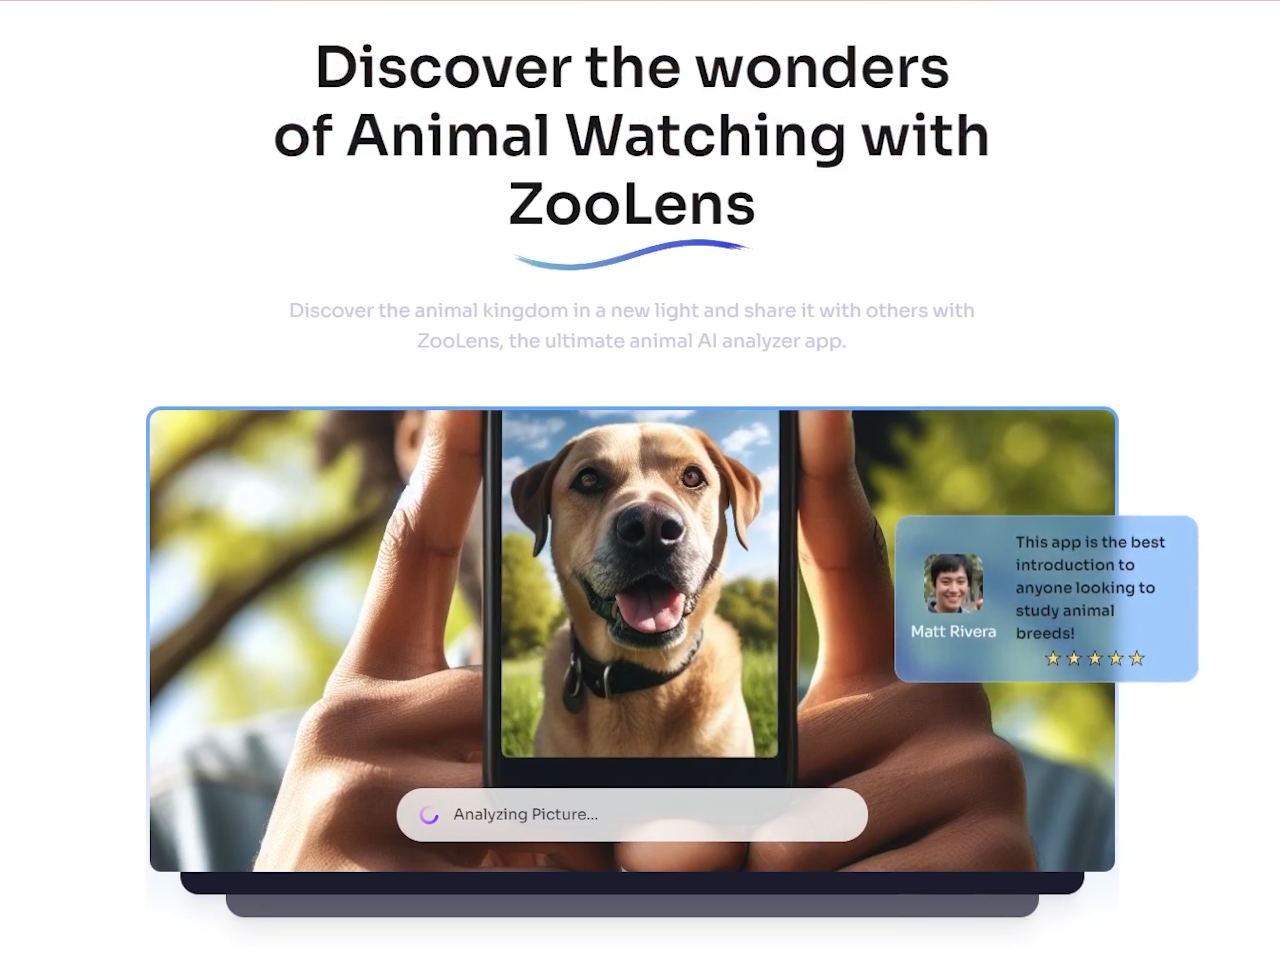 Discover the wonders
of Animal Watching with
ZooLens
Discover the animal kingdom in a new light and share it with others with
ZooLens, the ultimate animal AI analyzer app.
This app is the best
introduction to
anyone looking to
study animal
breeds!
Matt Rivera
Analyzing Picture...